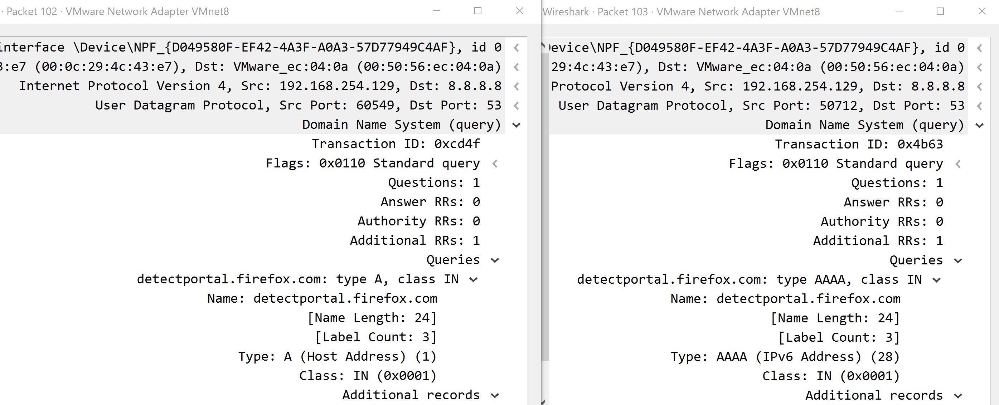 · Packet 102 · VMware Network Adapter VMnet8
interface \Device\NPF_{D049580F-EF42-4A3F-A0A3-57D77949C4AF}, id 0
:e7 (00:0c:29:4c:43:e7), Dst: VMware_ec:04:0a (00:50:56:ec:04:0a)
Internet Protocol Version 4, Src: 192.168.254.129, Dst: 8.8.8.8
User Datagram Protocol, Src Port: 60549, Dst Port: 53
Domain Name System (query)
Transaction ID: 0xcd4f
Flags: 0x0110 Standard query
Questions: 1
Answer RRs: 0
Authority RRs: 0
Additional RRs: 1
Queries
detectportal.firefox.com: type A, class IN
Name: detectportal.firefox.com
[Name Length: 24]
[Label Count: 3]
Type: A (Host Address) (1)
Class: IN (0x0001)
Additional records
Wireshark · Packet 103 · VMware Network Adapter VMnet8
evice\NPF_{D049580F-EF42-4A3F-A0A3-57D77949C4AF}, id 0
29:4c:43:e7), Dst: VMware_ec:04:0a (00:50:56:ec:04:0a)
Protocol Version 4, Src: 192.168.254.129, Dst: 8.8.8.8
User Datagram Protocol, Src Port: 50712, Dst Port: 53
Domain Name System (query)
Transaction ID: 0x4b63
Flags: 0x0110 Standard query
Questions: 1
Answer RRs: 0
Authority RRs: 0
Additional RRs: 1
Queries
detectportal.firefox.com: type AAAA, class IN
Name: detectportal.firefox.com
[Name Length: 24]
[Label Count: 3]
Type: AAAA (IPv6 Address) (28)
Class: IN (0x0001)
Additional records